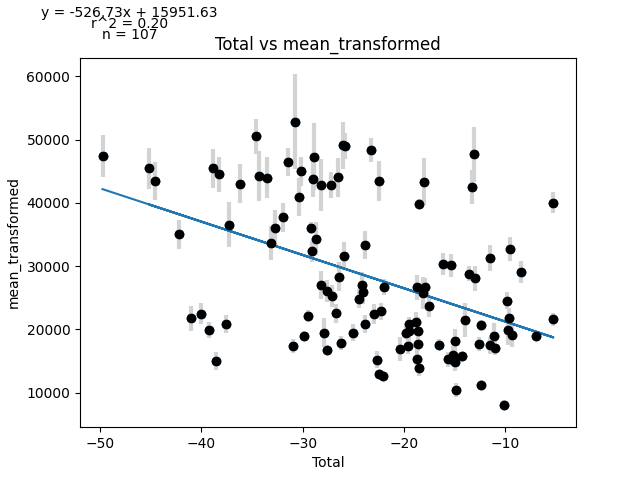 y = -526.73x + 15951.63
r^2 = 0.20
n = 107
Total vs mean_transformed
60000
50000
40000
30000
20000
10000
mean_transformed
−50
−40
−30
−20
−10
Total